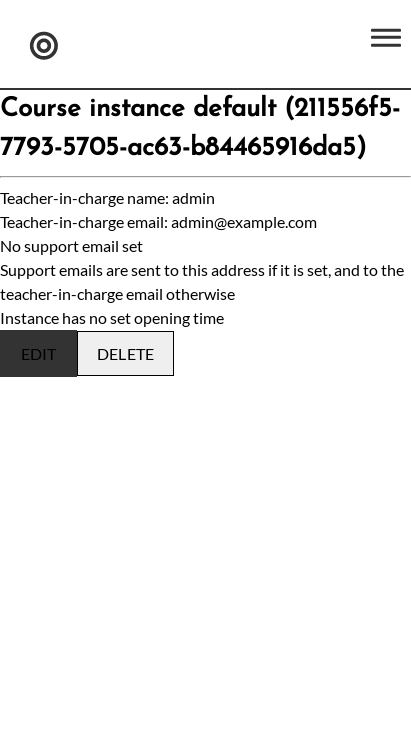 Course instance default (211556f5-
7793-5705-ac63-b84465916da5)
Teacher-in-charge name: admin
Teacher-in-charge email: admin@example.com
No support email set
Support emails are sent to this address if it is set, and to the
teacher-in-charge email otherwise
Instance has no set opening time
EDIT DELETE